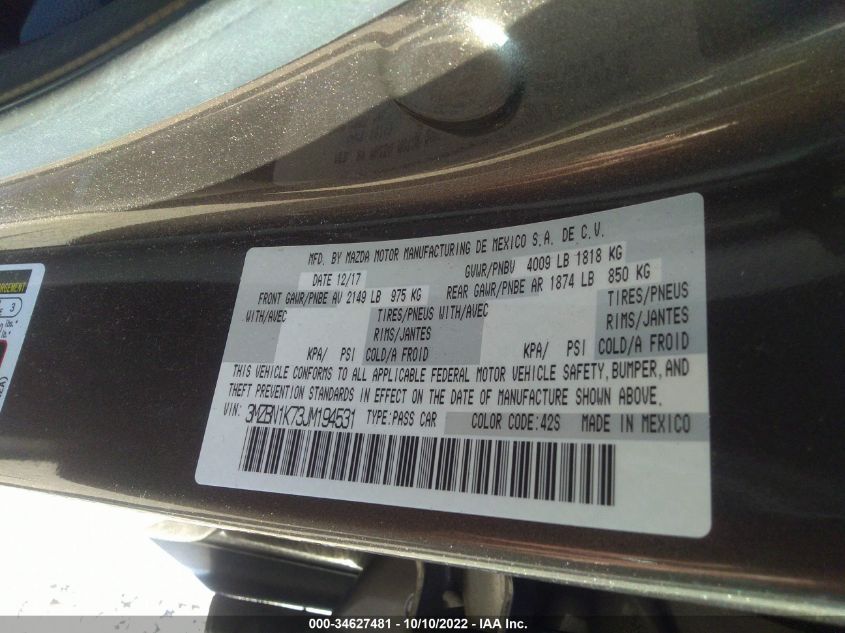 MFD. BY MAZDA MOTOR MANUFACTURING DE MEXICO S.A. DE C.V.
DATE 12/17 GVWR/PNBV 4009 LB 1818 KG
FRONT GAWR/PNBE AV 2149 LB 975 KG REAR GAWR/PNBE AR 1874 LB 850 KG
WITH/AVEC TIRES/PNEUS WITH/AVEC TIRES/PNEUS
RIMS/JANTES RIMS/JANTES
KPA/ PSI COLD/A FROID KPA/ PSI COLD/A FROID
THIS VEHICLE CONFORMS TO ALL APPLICABLE FEDERAL MOTOR VEHICLE SAFETY, BUMPER, AND
THEFT PREVENTION STANDARDS IN EFFECT ON THE DATE OF MANUFACTURE SHOWN ABOVE.
VIN: 3MZBN1K73JM194531 TYPE:PASS CAR COLOR CODE:42S MADE IN MEXICO
3
lbs.*
lb.*
000-34627481 - 10/10/2022 - IAA Inc.